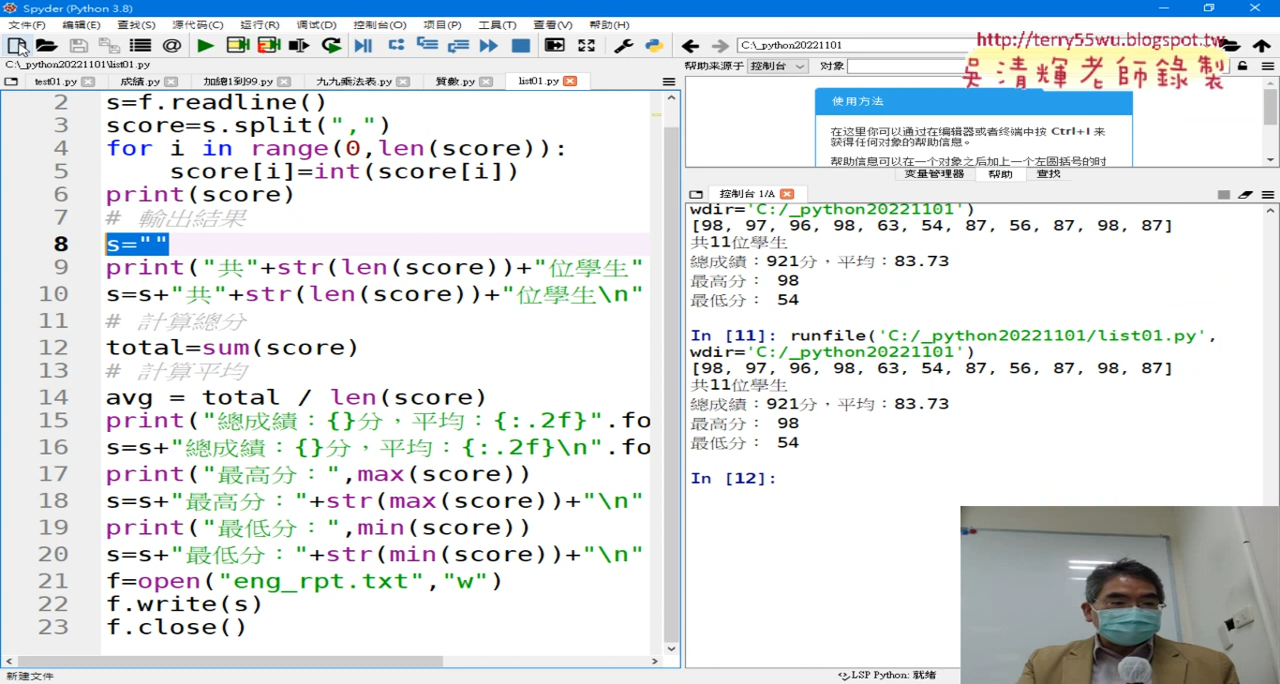 Spyder (Python 3.8)
文件(F) 编辑(E) 查找(S) 源代码(C) 运行(R) 调试(D) 控制台(O) 项目(P) 工具(T) 查看(V) 帮助(H)
C:\_python20221101
http://terry55wu.blogspot.tw
吳清輝老師錄製
C:\_python20221101\list01.py
test01.py 成績.py 加總1到99.py 九九乘法表.py 質數.py list01.py
2 s=f.readline()
3 score=s.split(",")
4 for i in range(0,len(score)):
5 score[i]=int(score[i])
6 print(score)
7 # 輸出結果
8 s=""
9 print("共"+str(len(score))+"位學生"
10 s=s+"共"+str(len(score))+"位學生\n"
11 # 計算總分
12 total=sum(score)
13 # 計算平均
14 avg = total / len(score)
15 print("總成績：{}分，平均：{:.2f}".fo
16 s=s+"總成績：{}分，平均：{:.2f}\n".fo
17 print("最高分：",max(score))
18 s=s+"最高分："+str(max(score))+"\n"
19 print("最低分：",min(score))
20 s=s+"最低分："+str(min(score))+"\n"
21 f=open("eng_rpt.txt","w")
22 f.write(s)
23 f.close()
帮助来源于 控制台 对象
使用方法
在这里你可以通过在编辑器或者终端中按 Ctrl+I 来
获得任何对象的帮助信息。
帮助信息可以在一个对象之后加上一个左圆括号的时
变量管理器 帮助 查找
控制台 1/A
wdir='C:/_python20221101')
[98, 97, 96, 98, 63, 54, 87, 56, 87, 98, 87]
共11位學生
總成績：921分，平均：83.73
最高分： 98
最低分： 54
In [11]: runfile('C:/_python20221101/list01.py',
wdir='C:/_python20221101')
[98, 97, 96, 98, 63, 54, 87, 56, 87, 98, 87]
共11位學生
總成績：921分，平均：83.73
最高分： 98
最低分： 54
In [12]:
新建文件
LSP Python: 就绪